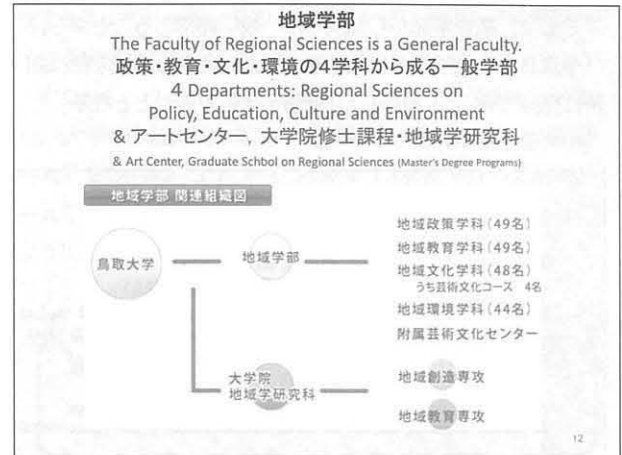 地域学部
The Faculty of Regional Sciences is a General Faculty.
政策・教育・文化・環境の4学科から成る一般学部
4 Departments: Regional Sciences on
Policy, Education, Culture and Environment
& アートセンター, 大学院修士課程・地域学研究科
& Art Center, Graduate School on Regional Sciences (Master's Degree Programs)
地域学部 関連組織図
鳥取大学
地域学部
地域政策学科(49名)
地域教育学科(49名)
地域文化学科(48名)
うち芸術文化コース 4名
地域環境学科(44名)
附属芸術文化センター
大学院
地域学研究科
地域創造専攻
地域教育専攻
12